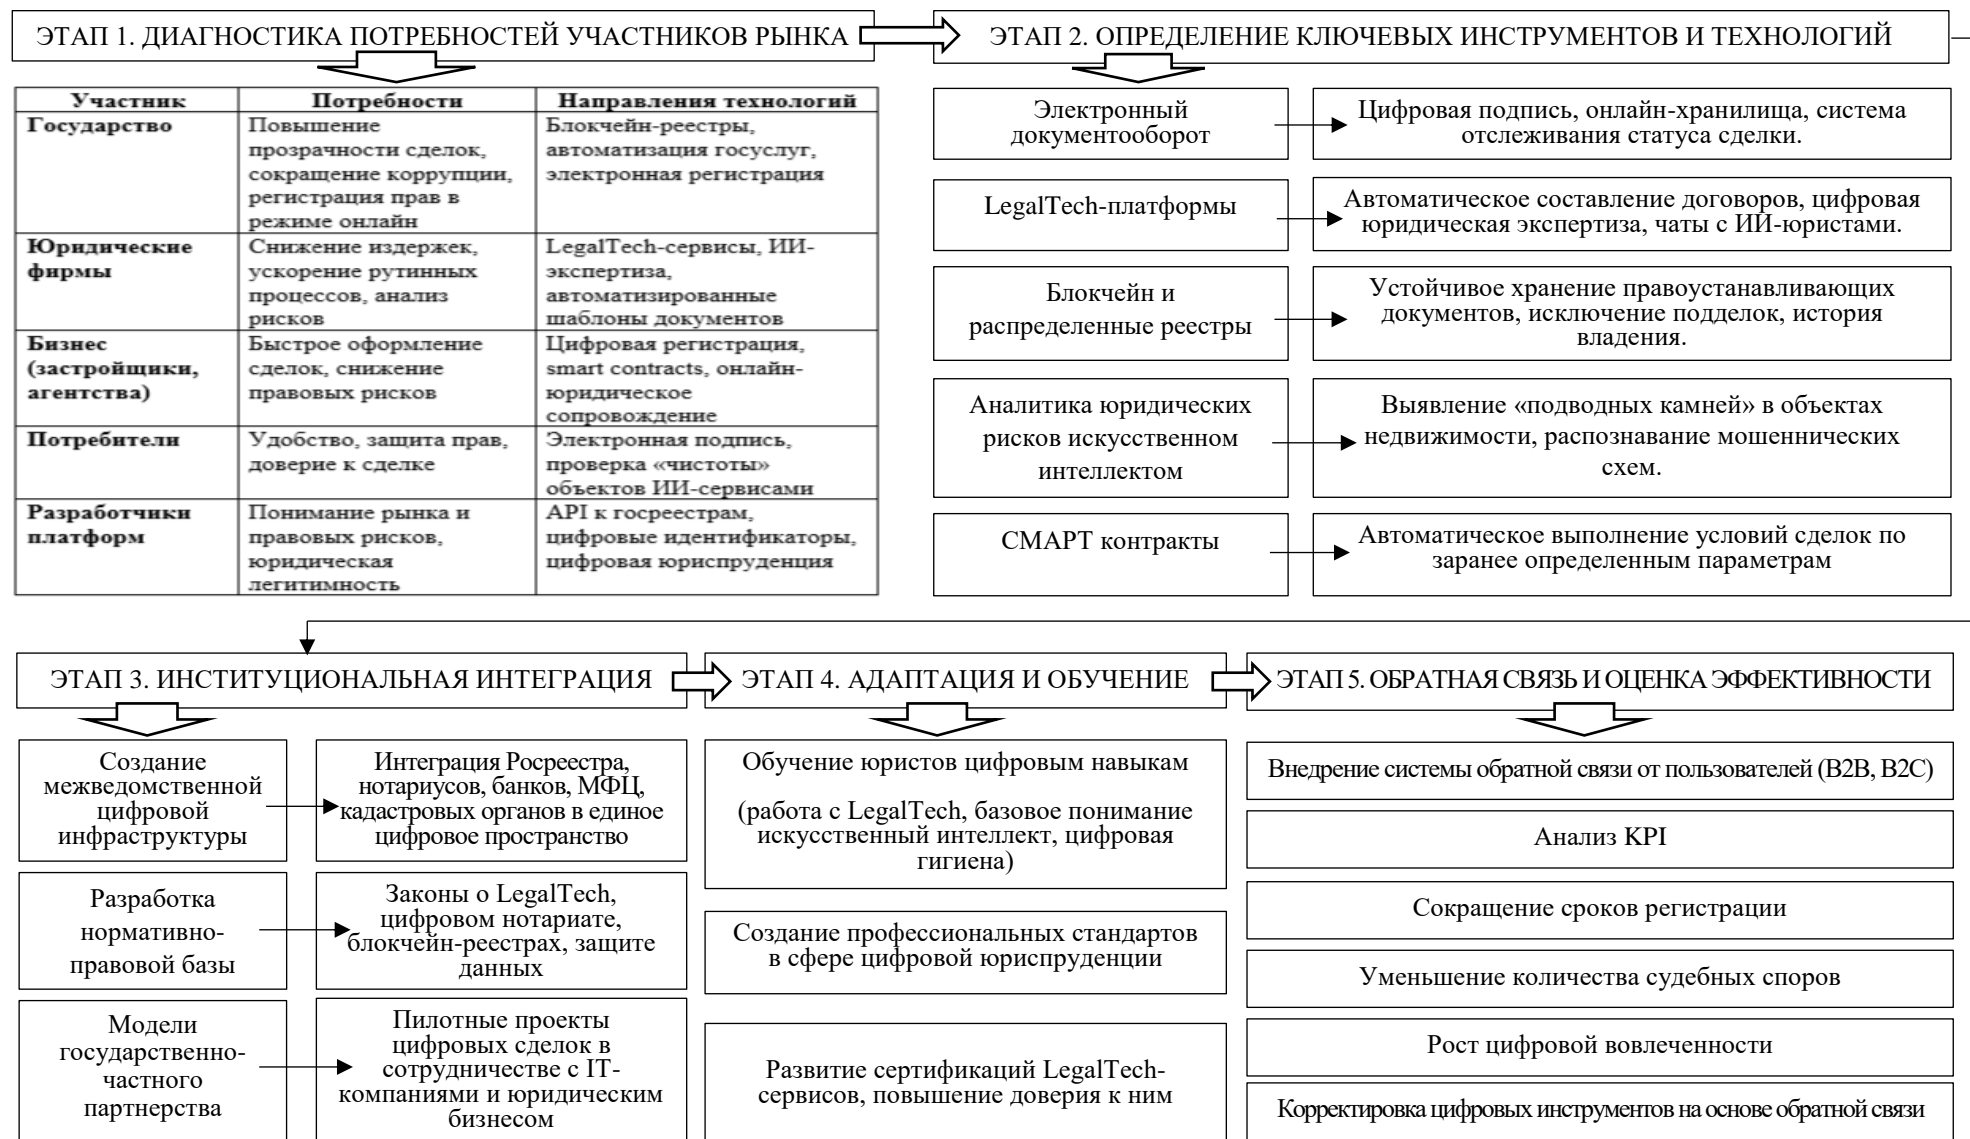 ЭТАП 1. ДИАГНОСТИКА ПОТРЕБНОСТЕЙ УЧАСТНИКОВ РЫНКА
ЭТАП 2. ОПРЕДЕЛЕНИЕ КЛЮЧЕВЫХ ИНСТРУМЕНТОВ И ТЕХНОЛОГИЙ
Участник
Потребности
Направления технологий
Государство
Повышение
прозрачности сделок,
сокращение коррупции,
регистрация прав в
режиме онлайн
Блокчейн-реестры,
автоматизация госуслуг,
электронная регистрация
Юридические
фирмы
Снижение издержек,
ускорение рутинных
процессов, анализ
рисков
LegalTech-сервисы, ИИ-
экспертиза,
автоматизированные
шаблоны документов
Бизнес
(застройщики,
агентства)
Быстрое оформление
сделок, снижение
правовых рисков
Цифровая регистрация,
smart contracts, онлайн-
юридическое
сопровождение
Потребители
Удобство, защита прав,
доверие к сделке
Электронная подпись,
проверка «чистоты»
объектов ИИ-сервисами
Разработчики
платформ
Понимание рынка и
правовых рисков,
юридическая
легитимность
API к госреестрам,
цифровые идентификаторы,
цифровая юриспруденция
Электронный
документооборот
Цифровая подпись, онлайн-хранилища, система
отслеживания статуса сделки.
LegalTech-платформы
Автоматическое составление договоров, цифровая
юридическая экспертиза, чаты с ИИ-юристами.
Блокчейн и
распределенные реестры
Устойчивое хранение правоустанавливающих
документов, исключение подделок, история
владения.
Аналитика юридических
рисков искусственном
интеллектом
Выявление «подводных камней» в объектах
недвижимости, распознавание мошеннических
схем.
СМАРТ контракты
Автоматическое выполнение условий сделок по
заранее определенным параметрам
ЭТАП 3. ИНСТИТУЦИОНАЛЬНАЯ ИНТЕГРАЦИЯ
ЭТАП 4. АДАПТАЦИЯ И ОБУЧЕНИЕ
ЭТАП 5. ОБРАТНАЯ СВЯЗЬ И ОЦЕНКА ЭФФЕКТИВНОСТИ
Создание
межведомственной
цифровой
инфраструктуры
Интеграция Росреестра,
нотариусов, банков, МФЦ,
кадастровых органов в единое
цифровое пространство
Разработка
нормативно-
правовой базы
Законы о LegalTech,
цифровом нотариате,
блокчейн-реестрах, защите
данных
Модели
государственно-
частного
партнерства
Пилотные проекты
цифровых сделок в
сотрудничестве с IT-
компаниями и юридическим
бизнесом
Обучение юристов цифровым навыкам
(работа с LegalTech, базовое понимание
искусственный интеллект, цифровая
гигиена)
Создание профессиональных стандартов
в сфере цифровой юриспруденции
Развитие сертификаций LegalTech-
сервисов, повышение доверия к ним
Внедрение системы обратной связи от пользователей (B2B, B2C)
Анализ KPI
Сокращение сроков регистрации
Уменьшение количества судебных споров
Рост цифровой вовлеченности
Корректировка цифровых инструментов на основе обратной связи